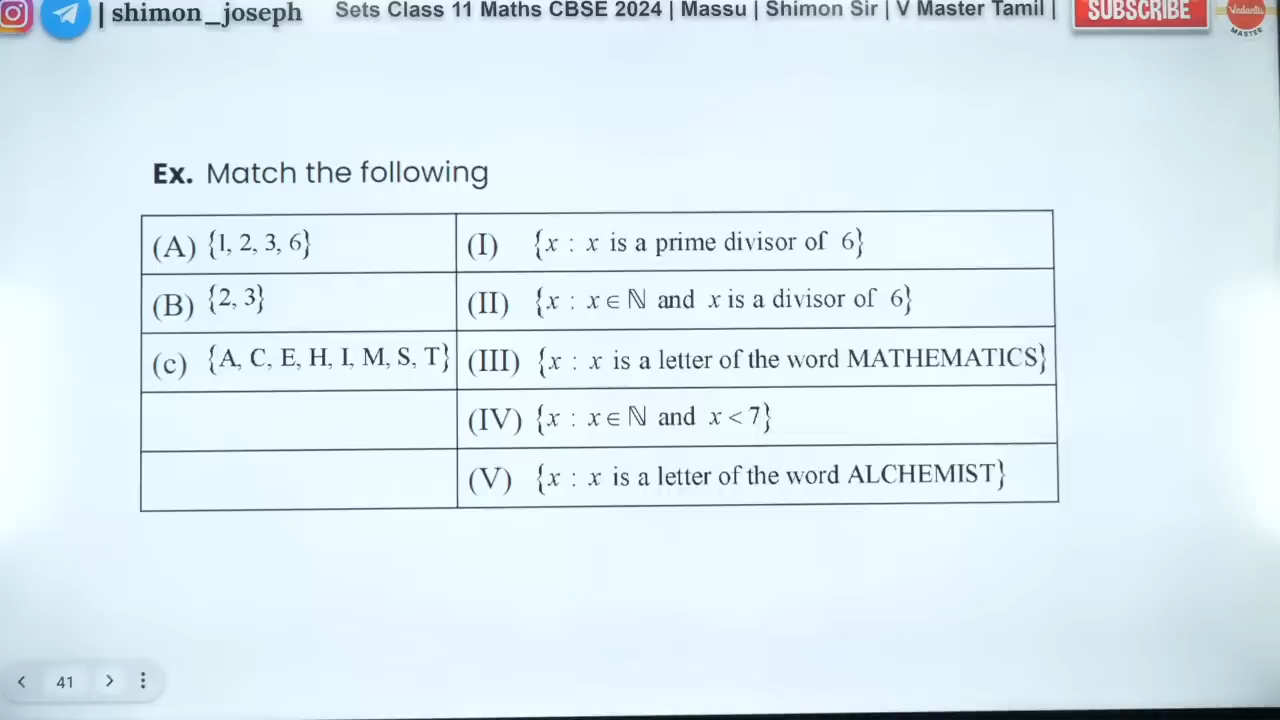 | shimon_joseph Sets Class 11 Maths CBSE 2024 | Massu | Shimon Sir | V Master Tamil | SUBSCRIBE Vedantu
MASTER
Ex. Match the following
(A) {1, 2, 3, 6} (I) {x : x is a prime divisor of 6}
(B) {2, 3} (II) {x : x ∈ ℕ and x is a divisor of 6}
(c) {A, C, E, H, I, M, S, T} (III) {x : x is a letter of the word MATHEMATICS}
(IV) {x : x ∈ ℕ and x < 7}
(V) {x : x is a letter of the word ALCHEMIST}
41